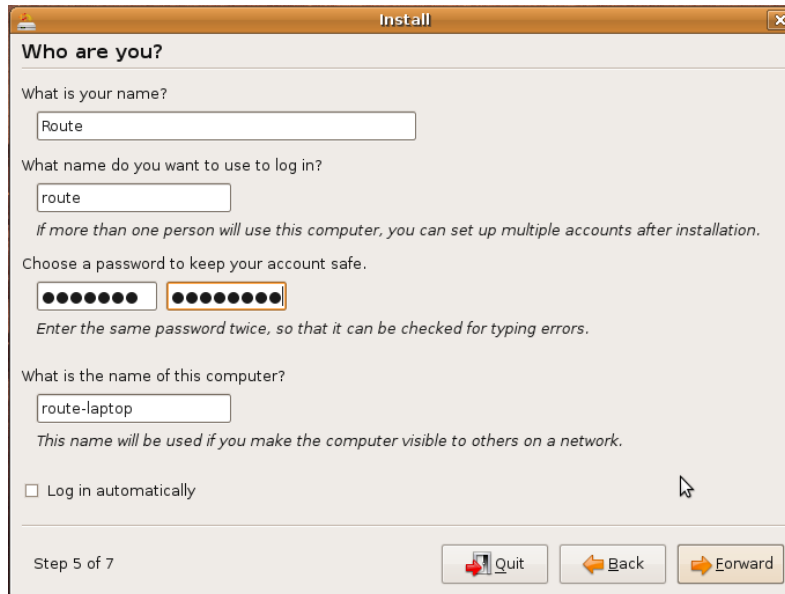 Install
Who are you?
What is your name?
Route
What name do you want to use to log in?
route
If more than one person will use this computer, you can set up multiple accounts after installation.
Choose a password to keep your account safe.
●●●●●●● ●●●●●●●●
Enter the same password twice, so that it can be checked for typing errors.
What is the name of this computer?
route-laptop
This name will be used if you make the computer visible to others on a network.
Log in automatically
Step 5 of 7 Quit Back Forward